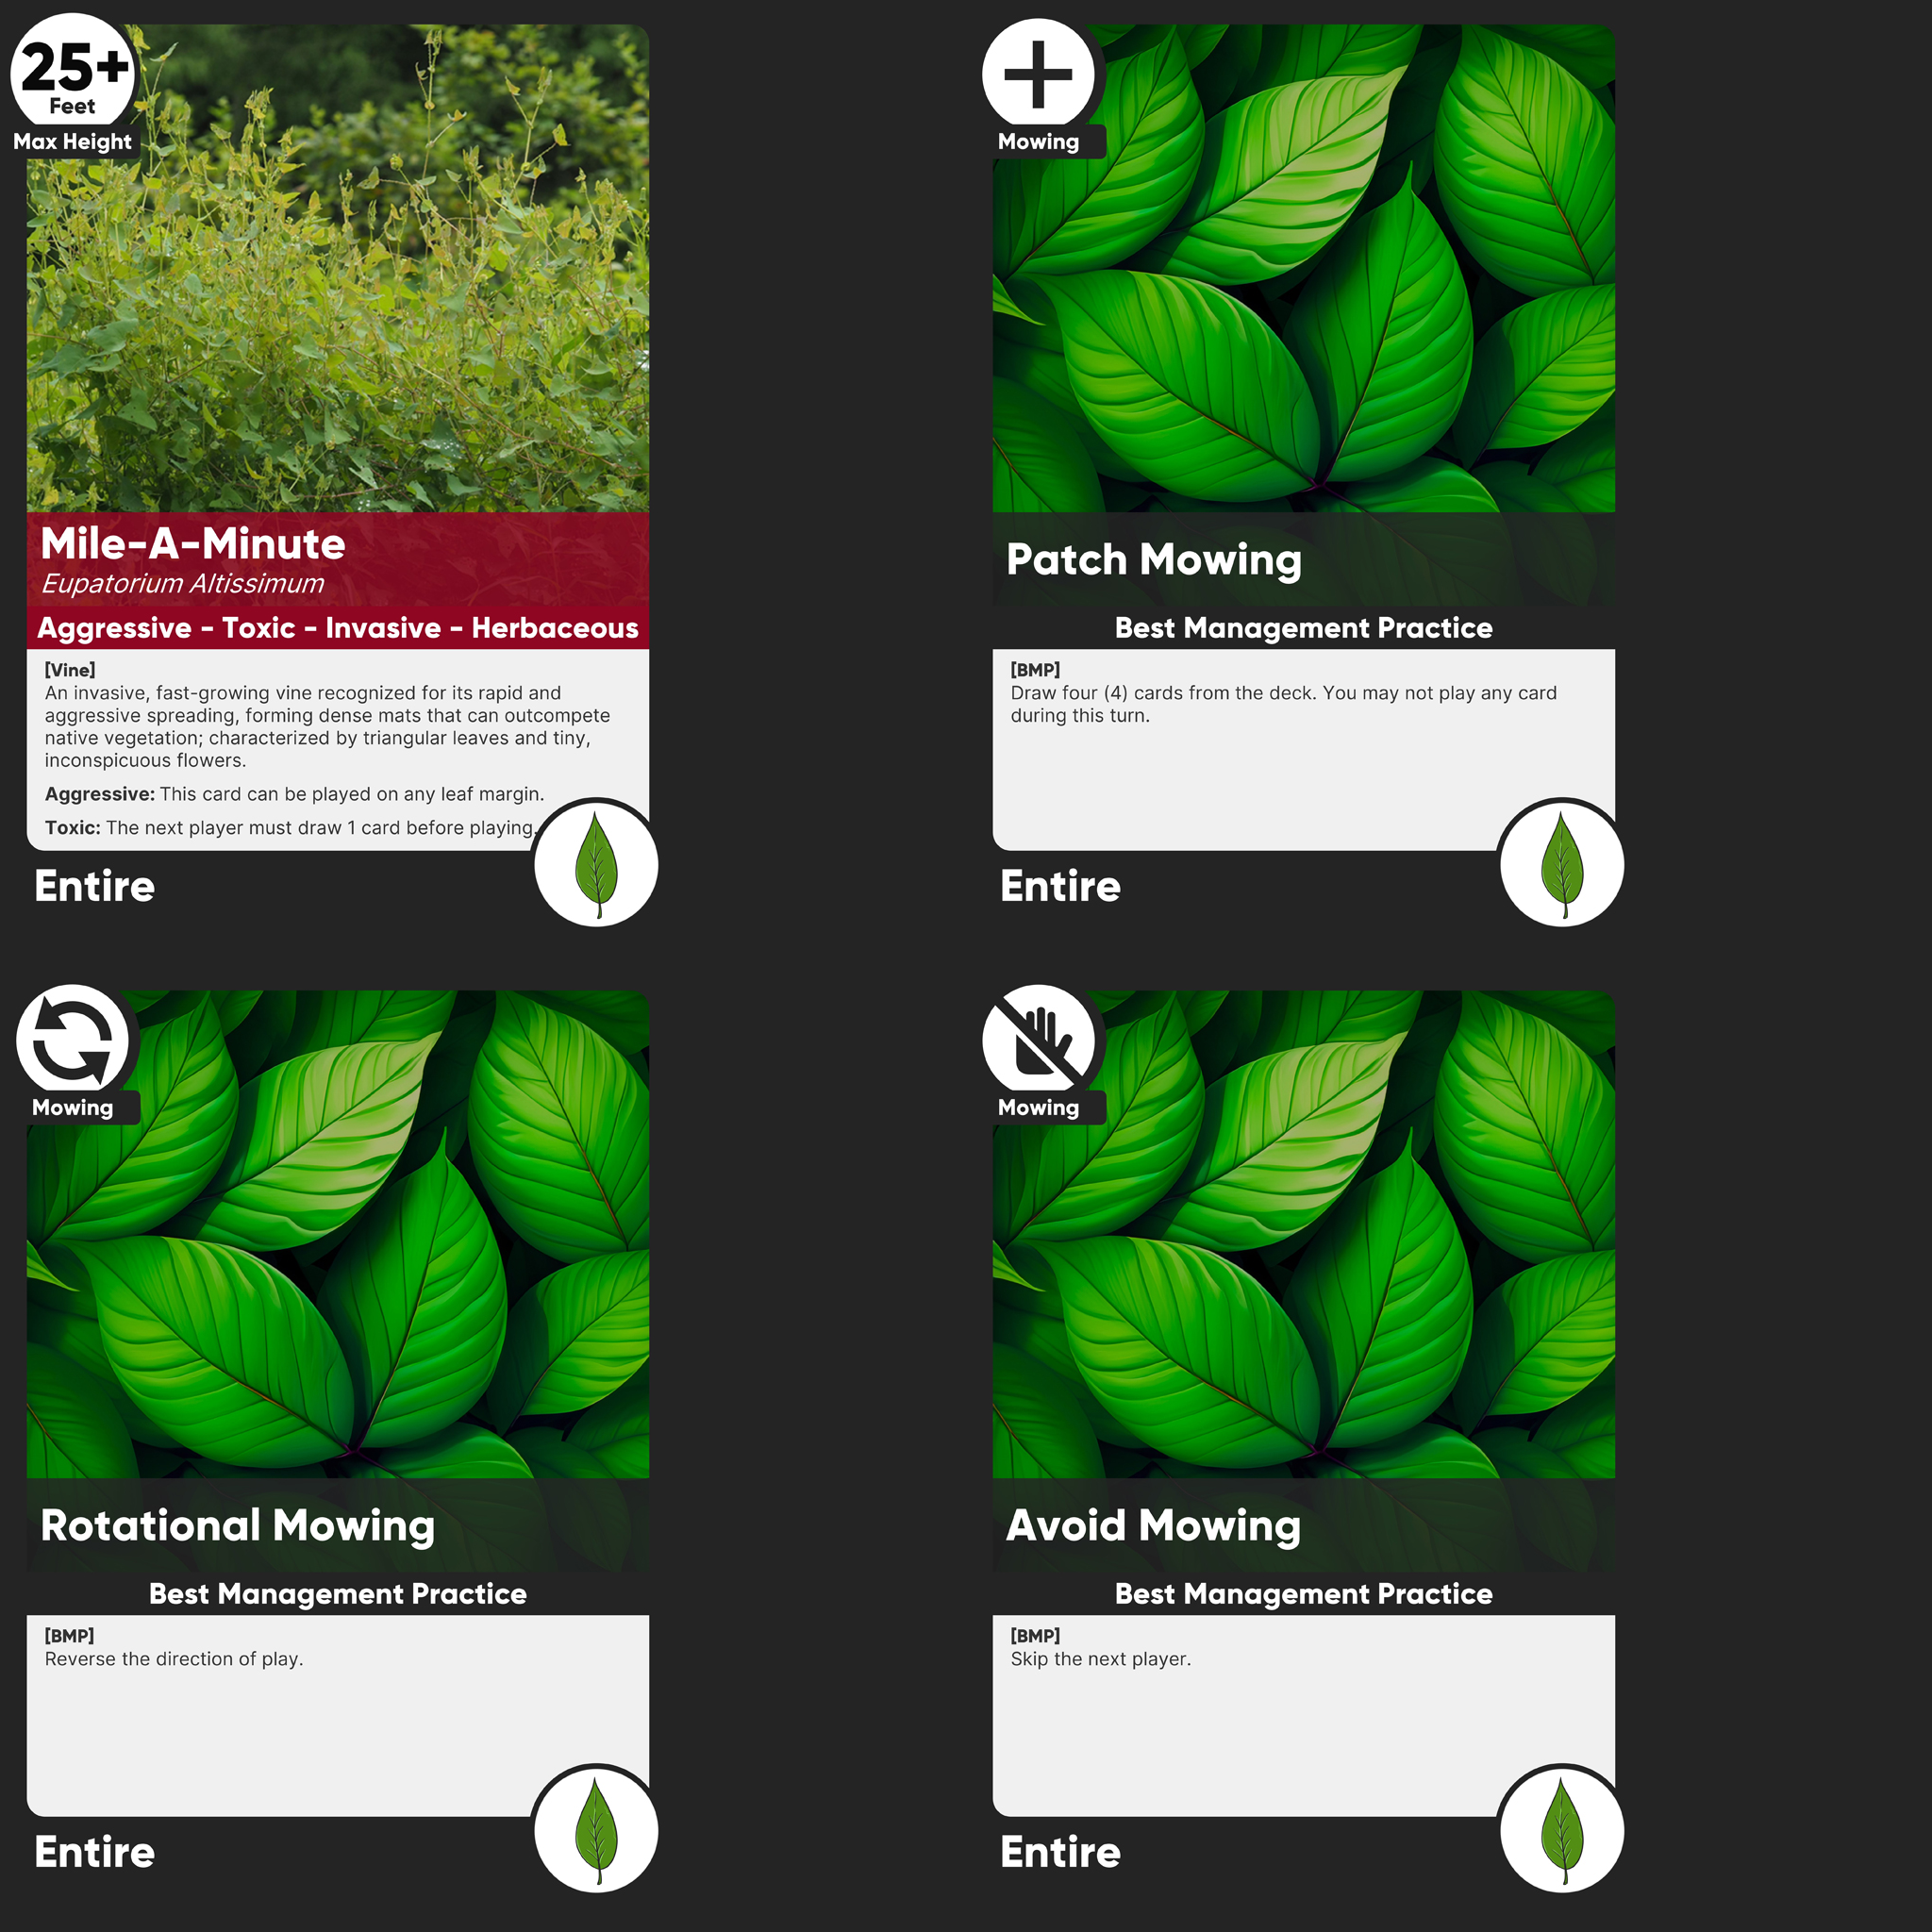 25+
Feet
Max Height
Mile-A-Minute
Eupatorium Altissimum
Aggressive - Toxic - Invasive - Herbaceous
[Vine]
An invasive, fast-growing vine recognized for its rapid and
aggressive spreading, forming dense mats that can outcompete
native vegetation; characterized by triangular leaves and tiny,
inconspicuous flowers.
Aggressive: This card can be played on any leaf margin.
Toxic: The next player must draw 1 card before playing.
Entire
Mowing
Patch Mowing
Best Management Practice
[BMP]
Draw four (4) cards from the deck. You may not play any card
during this turn.
Entire
Mowing
Rotational Mowing
Best Management Practice
[BMP]
Reverse the direction of play.
Entire
Mowing
Avoid Mowing
Best Management Practice
[BMP]
Skip the next player.
Entire